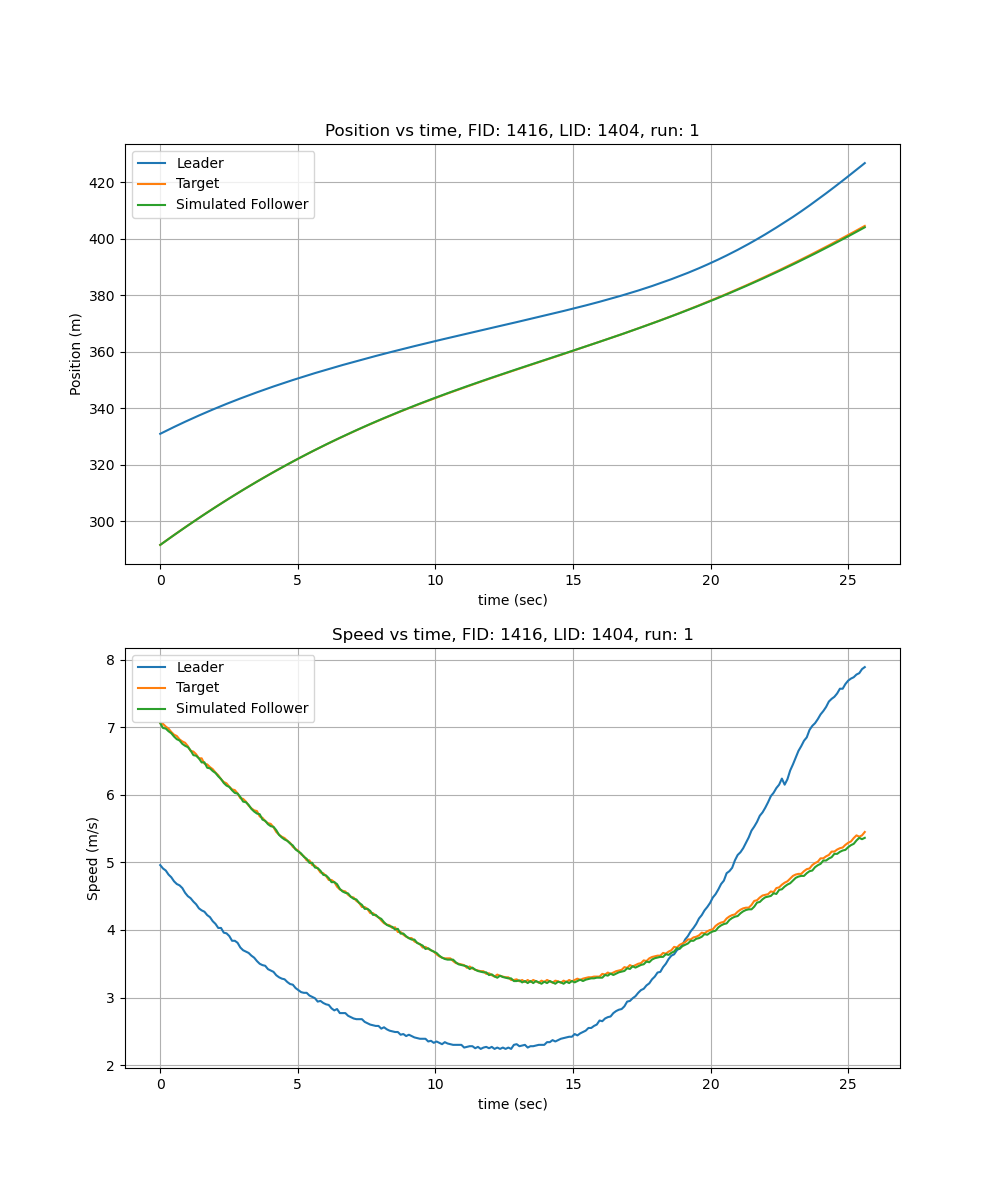 Position vs time, FID: 1416, LID: 1404, run: 1
Leader
Target
Simulated Follower
420
400
380
360
340
320
300
Position (m)
0 5 10 15 20 25
time (sec)
Speed vs time, FID: 1416, LID: 1404, run: 1
Leader
Target
Simulated Follower
8
7
6
5
4
3
2
Speed (m/s)
0 5 10 15 20 25
time (sec)